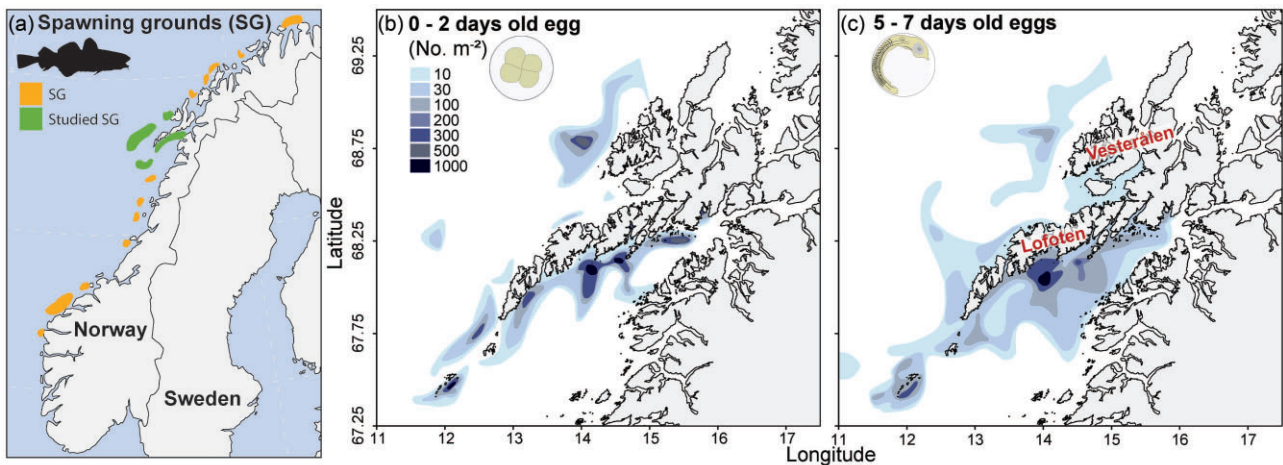 (a) Spawning grounds (SG)
SG
Studied SG
Norway
Sweden
(b) 0 - 2 days old egg
(No. m⁻²)
10
30
100
200
300
500
1000
(c) 5 - 7 days old eggs
Vesterålen
Lofoten
Latitude
69.25
68.75
68.25
67.75
67.25
11 12 13 14 15 16 17
11 12 13 14 15 16 17
Longitude